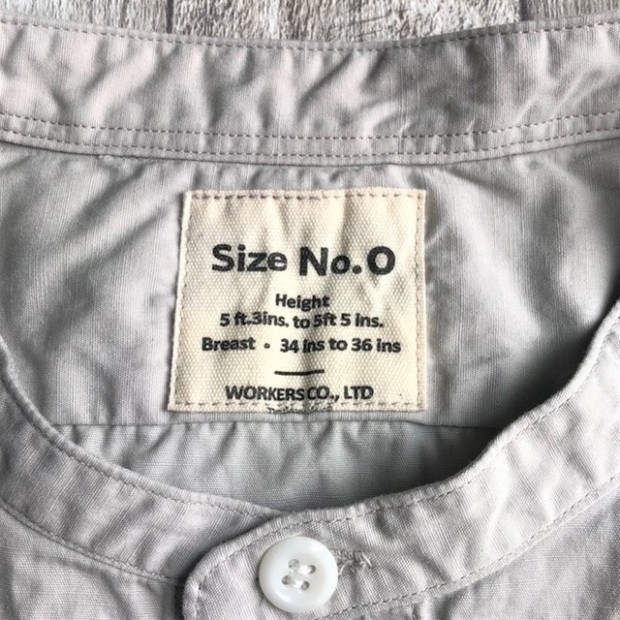 Size No.0
Height
5 ft.3ins. to 5ft 5 ins.
Breast • 34 ins to 36 ins
WORKERS CO., LTD